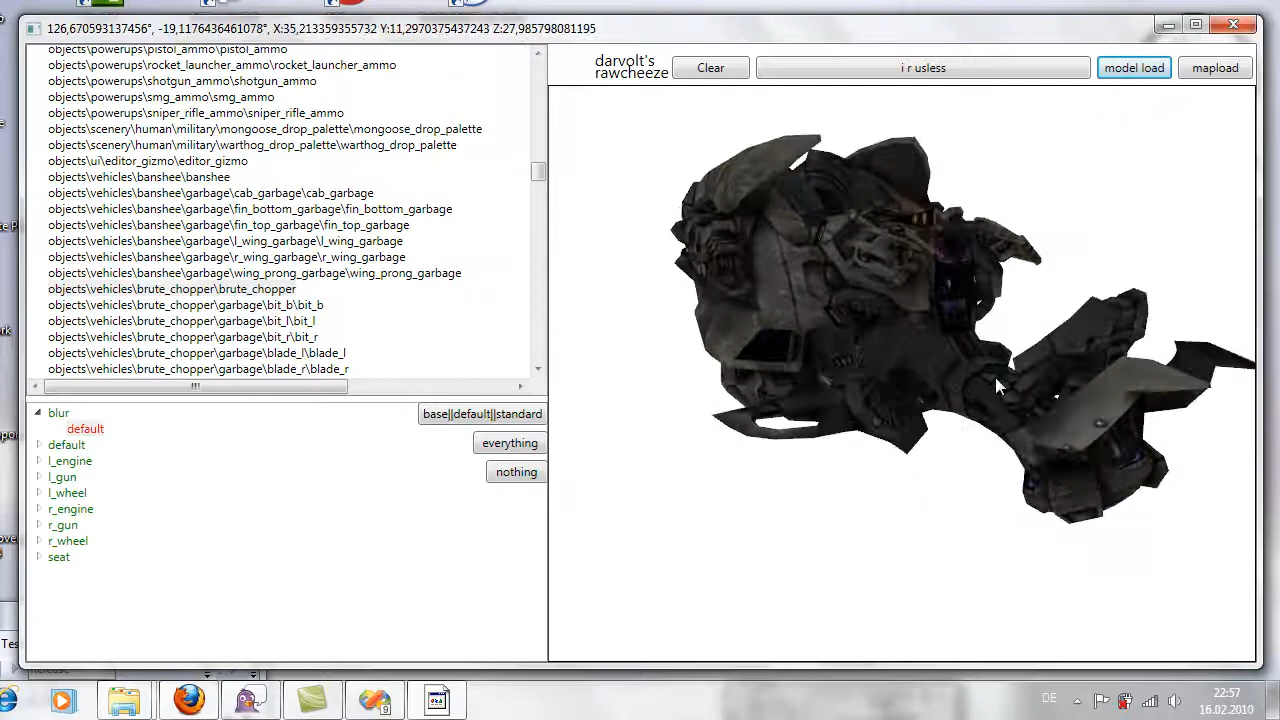 126,670593137456", -19,1176436461078", X:35,213359355732 Y:11,2970375437243 Z:27,985798081195
objects\powerups\pistol_ammo\pistol_ammo
objects\powerups\rocket_launcher_ammo\rocket_launcher_ammo
objects\powerups\shotgun_ammo\shotgun_ammo
objects\powerups\smg_ammo\smg_ammo
objects\powerups\sniper_rifle_ammo\sniper_rifle_ammo
objects\scenery\human\military\mongoose_drop_palette\mongoose_drop_palette
objects\scenery\human\military\warthog_drop_palette\warthog_drop_palette
objects\ui\editor_gizmo\editor_gizmo
objects\vehicles\banshee\banshee
objects\vehicles\banshee\garbage\cab_garbage\cab_garbage
objects\vehicles\banshee\garbage\fin_bottom_garbage\fin_bottom_garbage
objects\vehicles\banshee\garbage\fin_top_garbage\fin_top_garbage
objects\vehicles\banshee\garbage\l_wing_garbage\l_wing_garbage
objects\vehicles\banshee\garbage\r_wing_garbage\r_wing_garbage
objects\vehicles\banshee\garbage\wing_prong_garbage\wing_prong_garbage
objects\vehicles\brute_chopper\brute_chopper
objects\vehicles\brute_chopper\garbage\bit_b\bit_b
objects\vehicles\brute_chopper\garbage\bit_l\bit_l
objects\vehicles\brute_chopper\garbage\bit_r\bit_r
objects\vehicles\brute_chopper\garbage\blade_l\blade_l
objects\vehicles\brute_chopper\garbage\blade_r\blade_r
darvolt's
rawcheeze
Clear
i r usless
model load
mapload
blur
default
default
l_engine
l_gun
l_wheel
r_engine
r_gun
r_wheel
seat
base||default||standard
everything
nothing
9
DE
22:57
16.02.2010